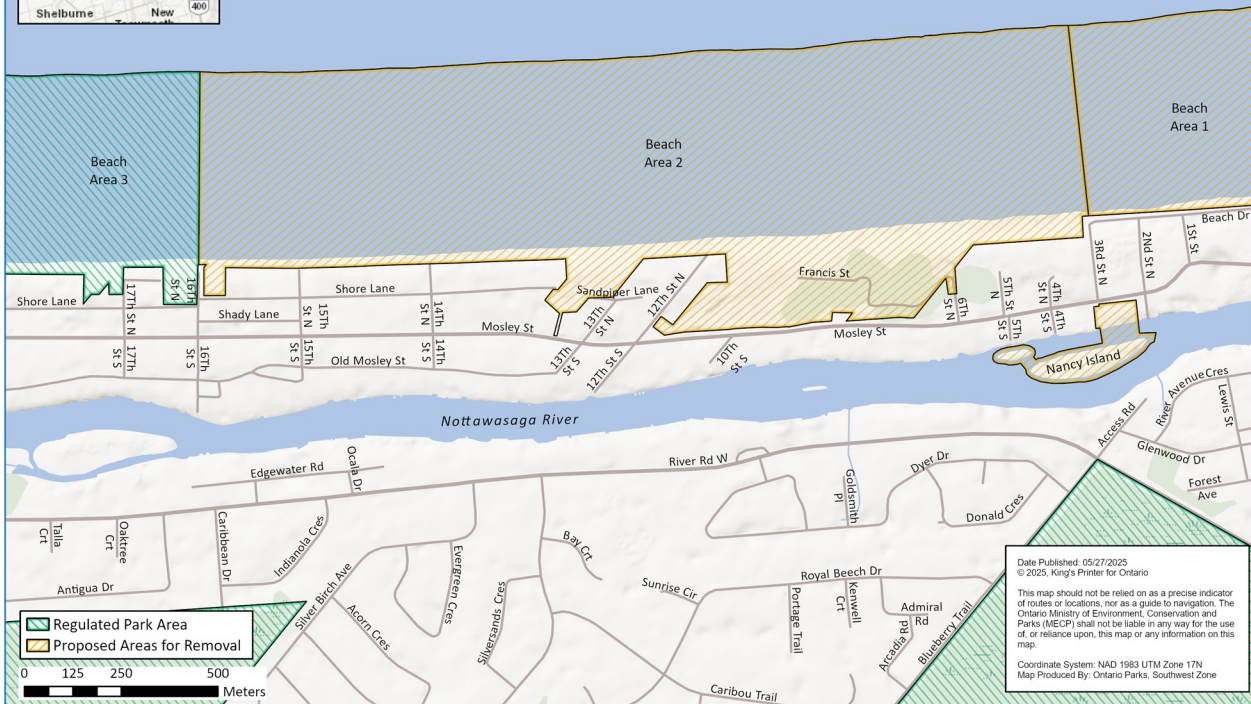 Shelburne
New
Tecumseth
400
Beach
Area 3
Beach
Area 2
Beach
Area 1
Beach Dr
1St St
2Nd St N
3Rd St N
4Th
St N
4Th
St S
5Th St
N
5Th
St S
6Th
St N
Francis St
Sandpiper Lane
12Th St N
13Th
St N
Shore Lane
Shore Lane
Shady Lane
17Th St N
16Th
St N
15Th
St N
14Th
St N
Mosley St
Mosley St
Old Mosley St
17Th
St S
16Th
St S
15Th
St S
14Th
St S
13Th
St S
12Th St S
10Th
St S
Nancy Island
Nottawasaga River
Access Rd
River Avenue Cres
Lewis St
Glenwood Dr
Forest
Ave
River Rd W
Edgewater Rd
Ocala Dr
Goldsmith
Pl
Dyer Dr
Donald Cres
Talla
Crt
Oaktree
Crt
Caribbean Dr
Indianola Cres
Antigua Dr
Silver Birch Ave
Acorn Cres
Evergreen Cres
Silversands Cres
Bay Crt
Sunrise Cir
Royal Beech Dr
Portage Trail
Kenwell
Crt
Admiral
Rd
Arcadia Rd
Blueberry Trail
Caribou Trail
Regulated Park Area
Proposed Areas for Removal
0 125 250 500
Meters
Date Published: 05/27/2025
© 2025, King's Printer for Ontario
This map should not be relied on as a precise indicator
of routes or locations, nor as a guide to navigation. The
Ontario Ministry of Environment, Conservation and
Parks (MECP) shall not be liable in any way for the use
of, or reliance upon, this map or any information on this
map.
Coordinate System: NAD 1983 UTM Zone 17N
Map Produced By: Ontario Parks, Southwest Zone